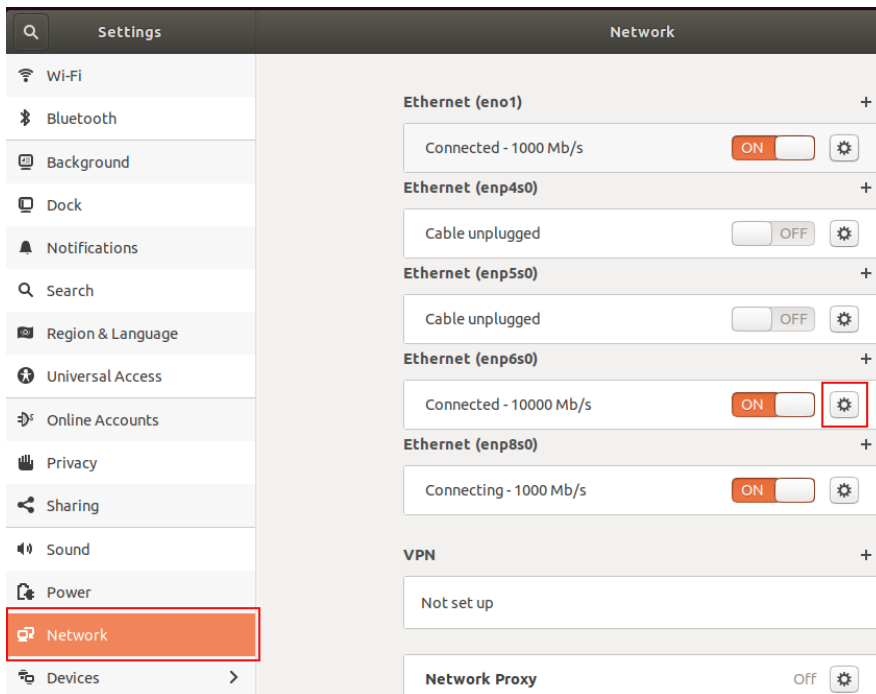 Settings
Network
Wi-Fi
Bluetooth
Background
Dock
Notifications
Search
Region & Language
Universal Access
Online Accounts
Privacy
Sharing
Sound
Power
Network
Devices
Ethernet (eno1)
Connected - 1000 Mb/s
ON
Ethernet (enp4s0)
Cable unplugged
OFF
Ethernet (enp5s0)
Cable unplugged
OFF
Ethernet (enp6s0)
Connected - 10000 Mb/s
ON
Ethernet (enp8s0)
Connecting - 1000 Mb/s
ON
VPN
Not set up
Network Proxy
Off